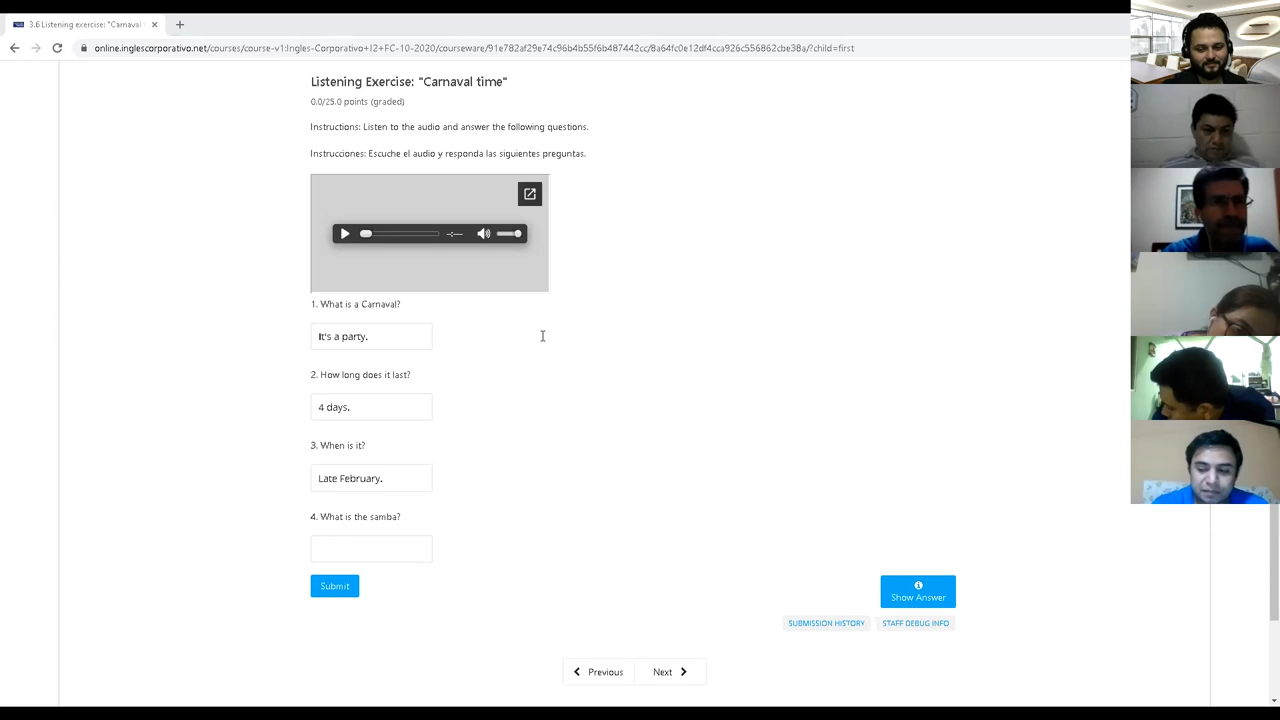 3.6 Listening exercise: "Carnaval
online.inglescorporativo.net/courses/course-v1:Ingles-Corporativo+I2+FC-10-2020/courseware/91e782af29e74c96b4b55f6b487442cc/8a64fc0e12df4cca926c556862cbe38a/?child=first
Listening Exercise: "Carnaval time"
0.0/25.0 points (graded)
Instructions: Listen to the audio and answer the following questions.
Instrucciones: Escuche el audio y responda las siguientes preguntas.
-:--
1. What is a Carnaval?
It's a party.
2. How long does it last?
4 days.
3. When is it?
Late February.
4. What is the samba?
Submit
Show Answer
SUBMISSION HISTORY STAFF DEBUG INFO
Previous Next